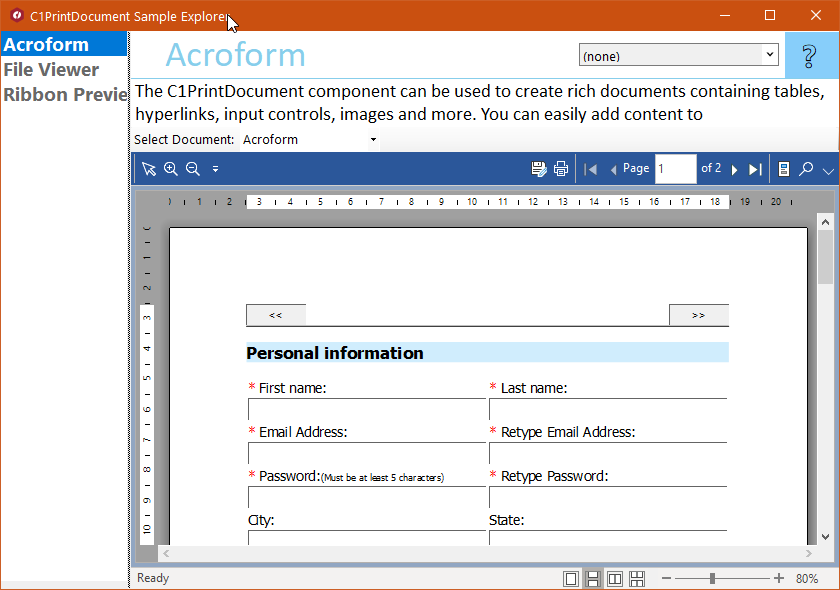 C1PrintDocument Sample Explorer
Acroform
File Viewer
Ribbon Previe
Acroform
(none)
?
The C1PrintDocument component can be used to create rich documents containing tables,
hyperlinks, input controls, images and more. You can easily add content to
Select Document: Acroform
Page 1 of 2
1 2 3 4 5 6 7 8 9 10 11 12 13 14 15 16 17 18 19 20
2
3
4
5
6
7
8
9
10
<< >>
Personal information
* First name: * Last name:
* Email Address: * Retype Email Address:
* Password:(Must be at least 5 characters) * Retype Password:
City: State:
Ready 80%